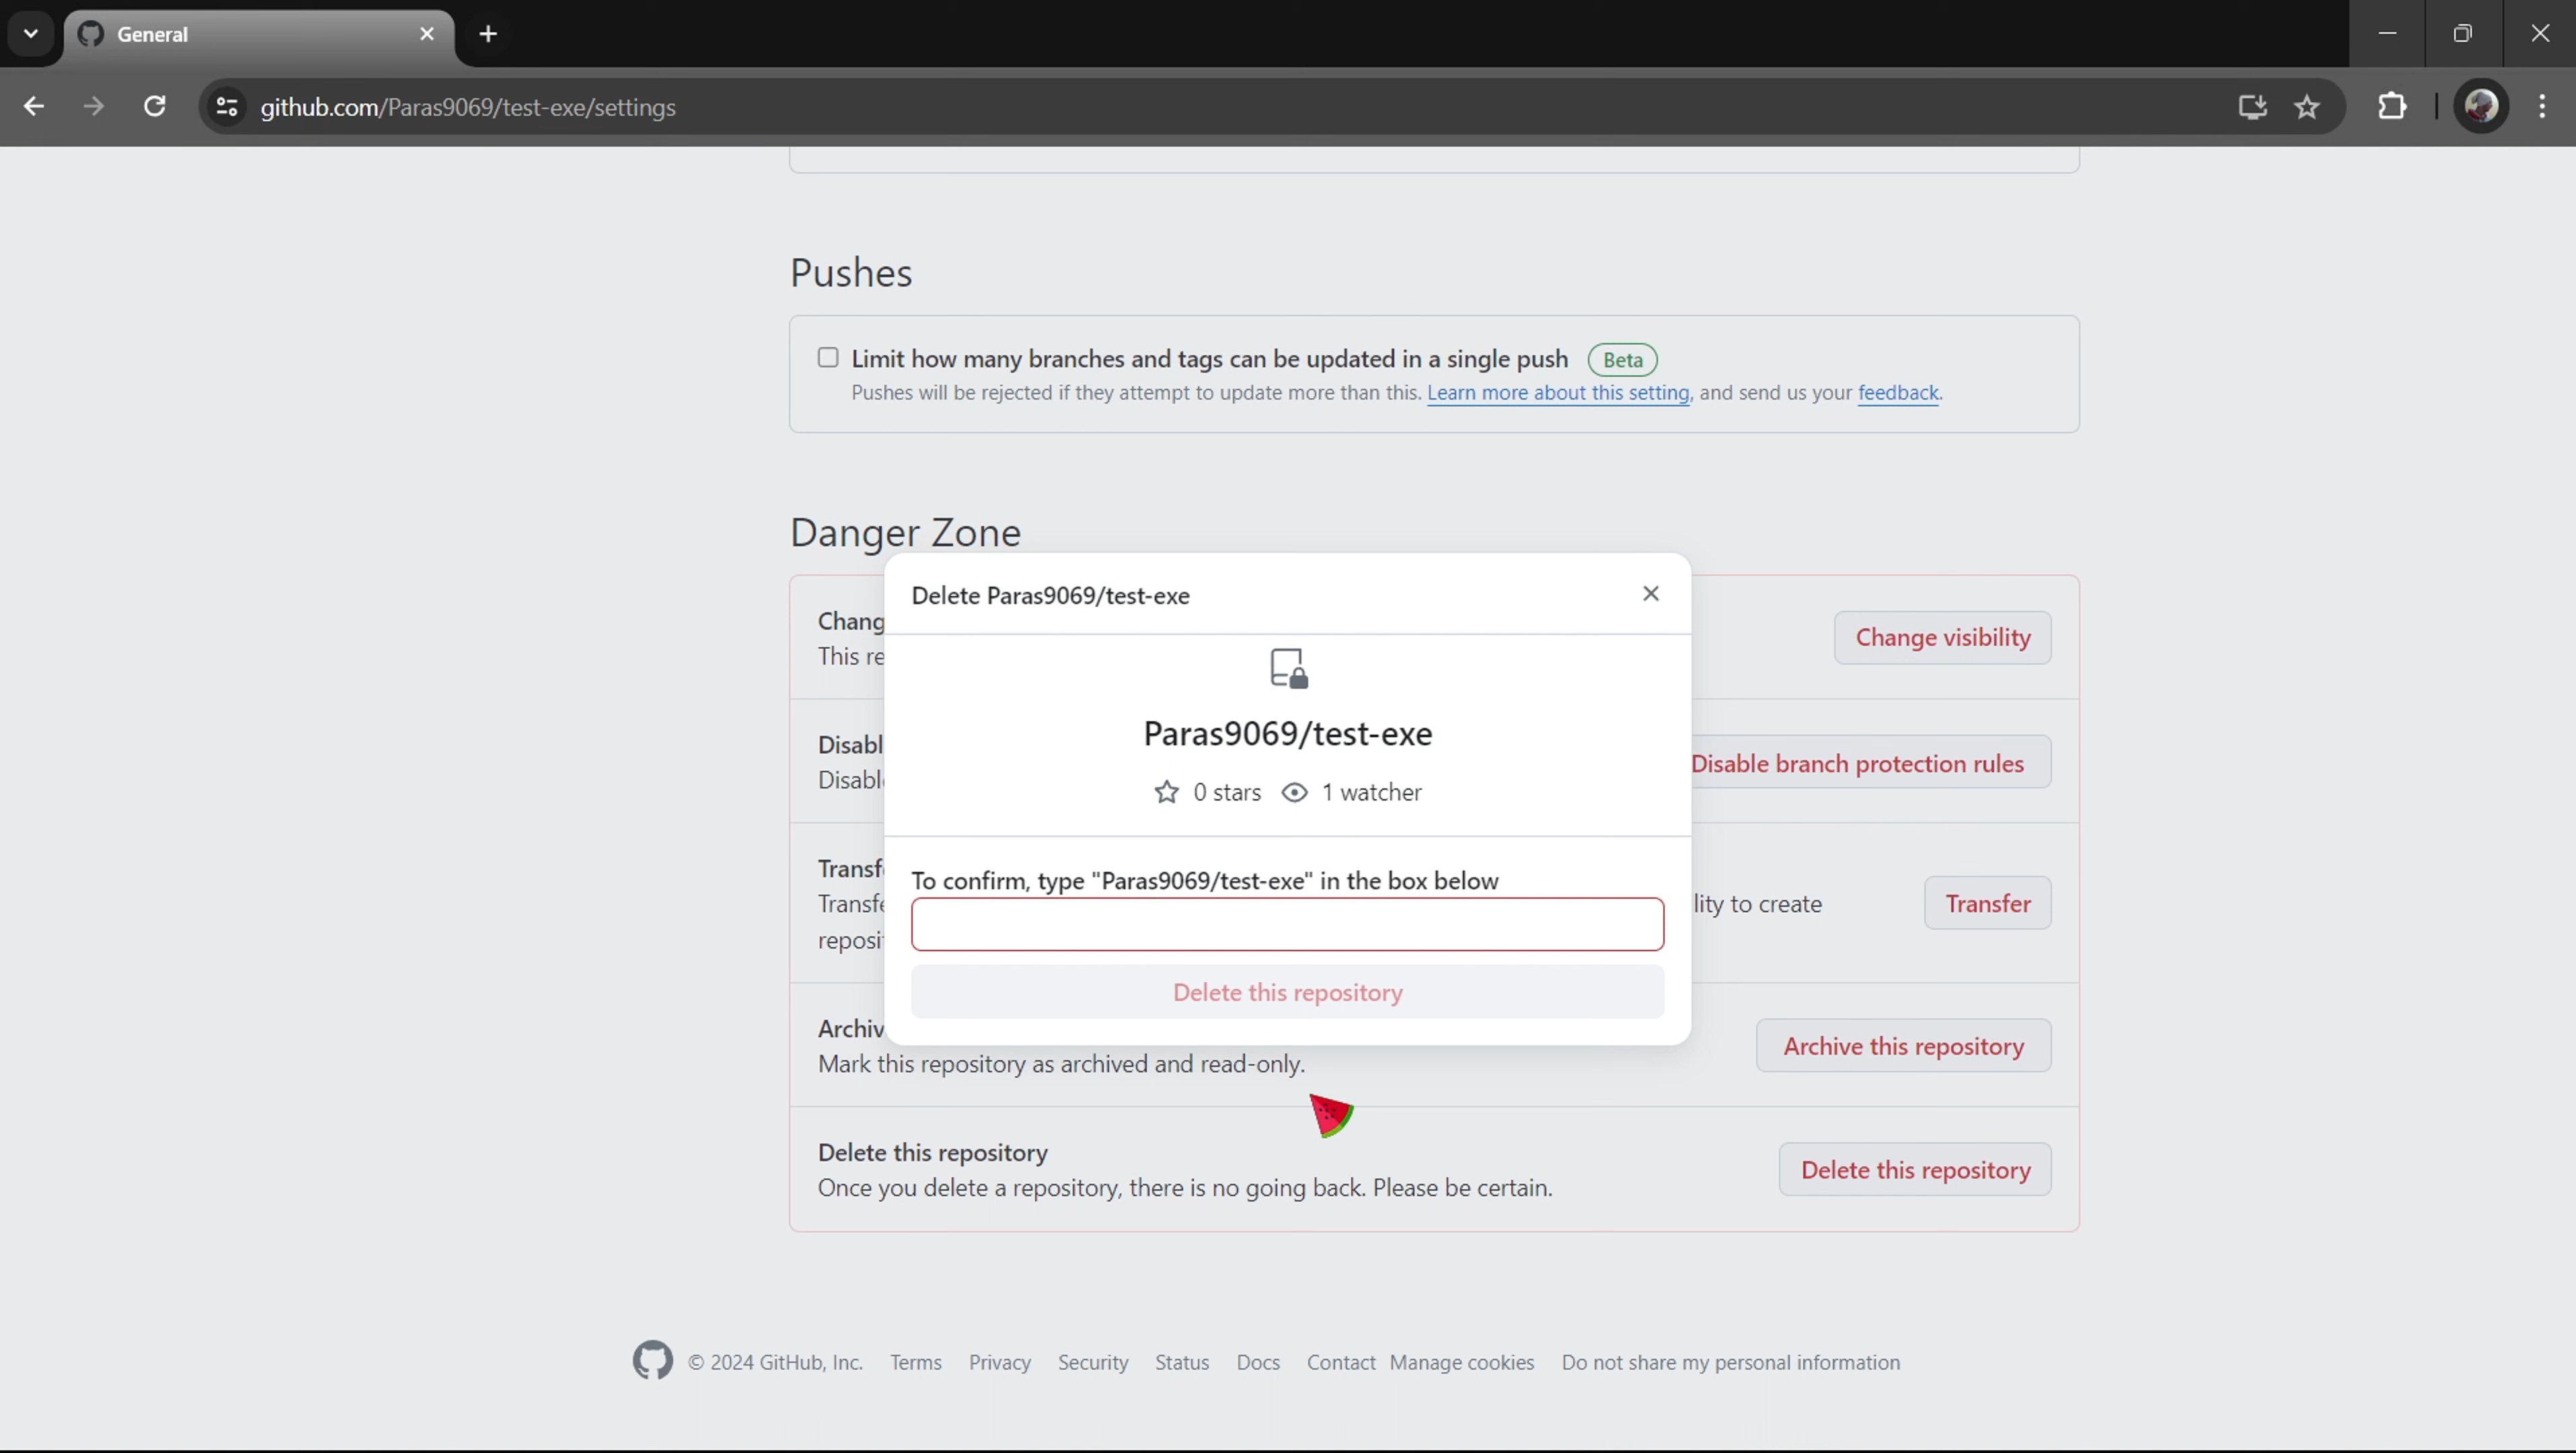 General
github.com/Paras9069/test-exe/settings
Pushes
Limit how many branches and tags can be updated in a single push Beta
Pushes will be rejected if they attempt to update more than this. Learn more about this setting, and send us your feedback.
Danger Zone
Delete Paras9069/test-exe
Paras9069/test-exe
0 stars 1 watcher
To confirm, type "Paras9069/test-exe" in the box below
Delete this repository
Chang
This re
Change visibility
Disabl
Disabl
Disable branch protection rules
Transf
Transf
lity to create
reposi
Transfer
Archiv
Mark this repository as archived and read-only.
Archive this repository
Delete this repository
Once you delete a repository, there is no going back. Please be certain.
Delete this repository
© 2024 GitHub, Inc. Terms Privacy Security Status Docs Contact Manage cookies Do not share my personal information